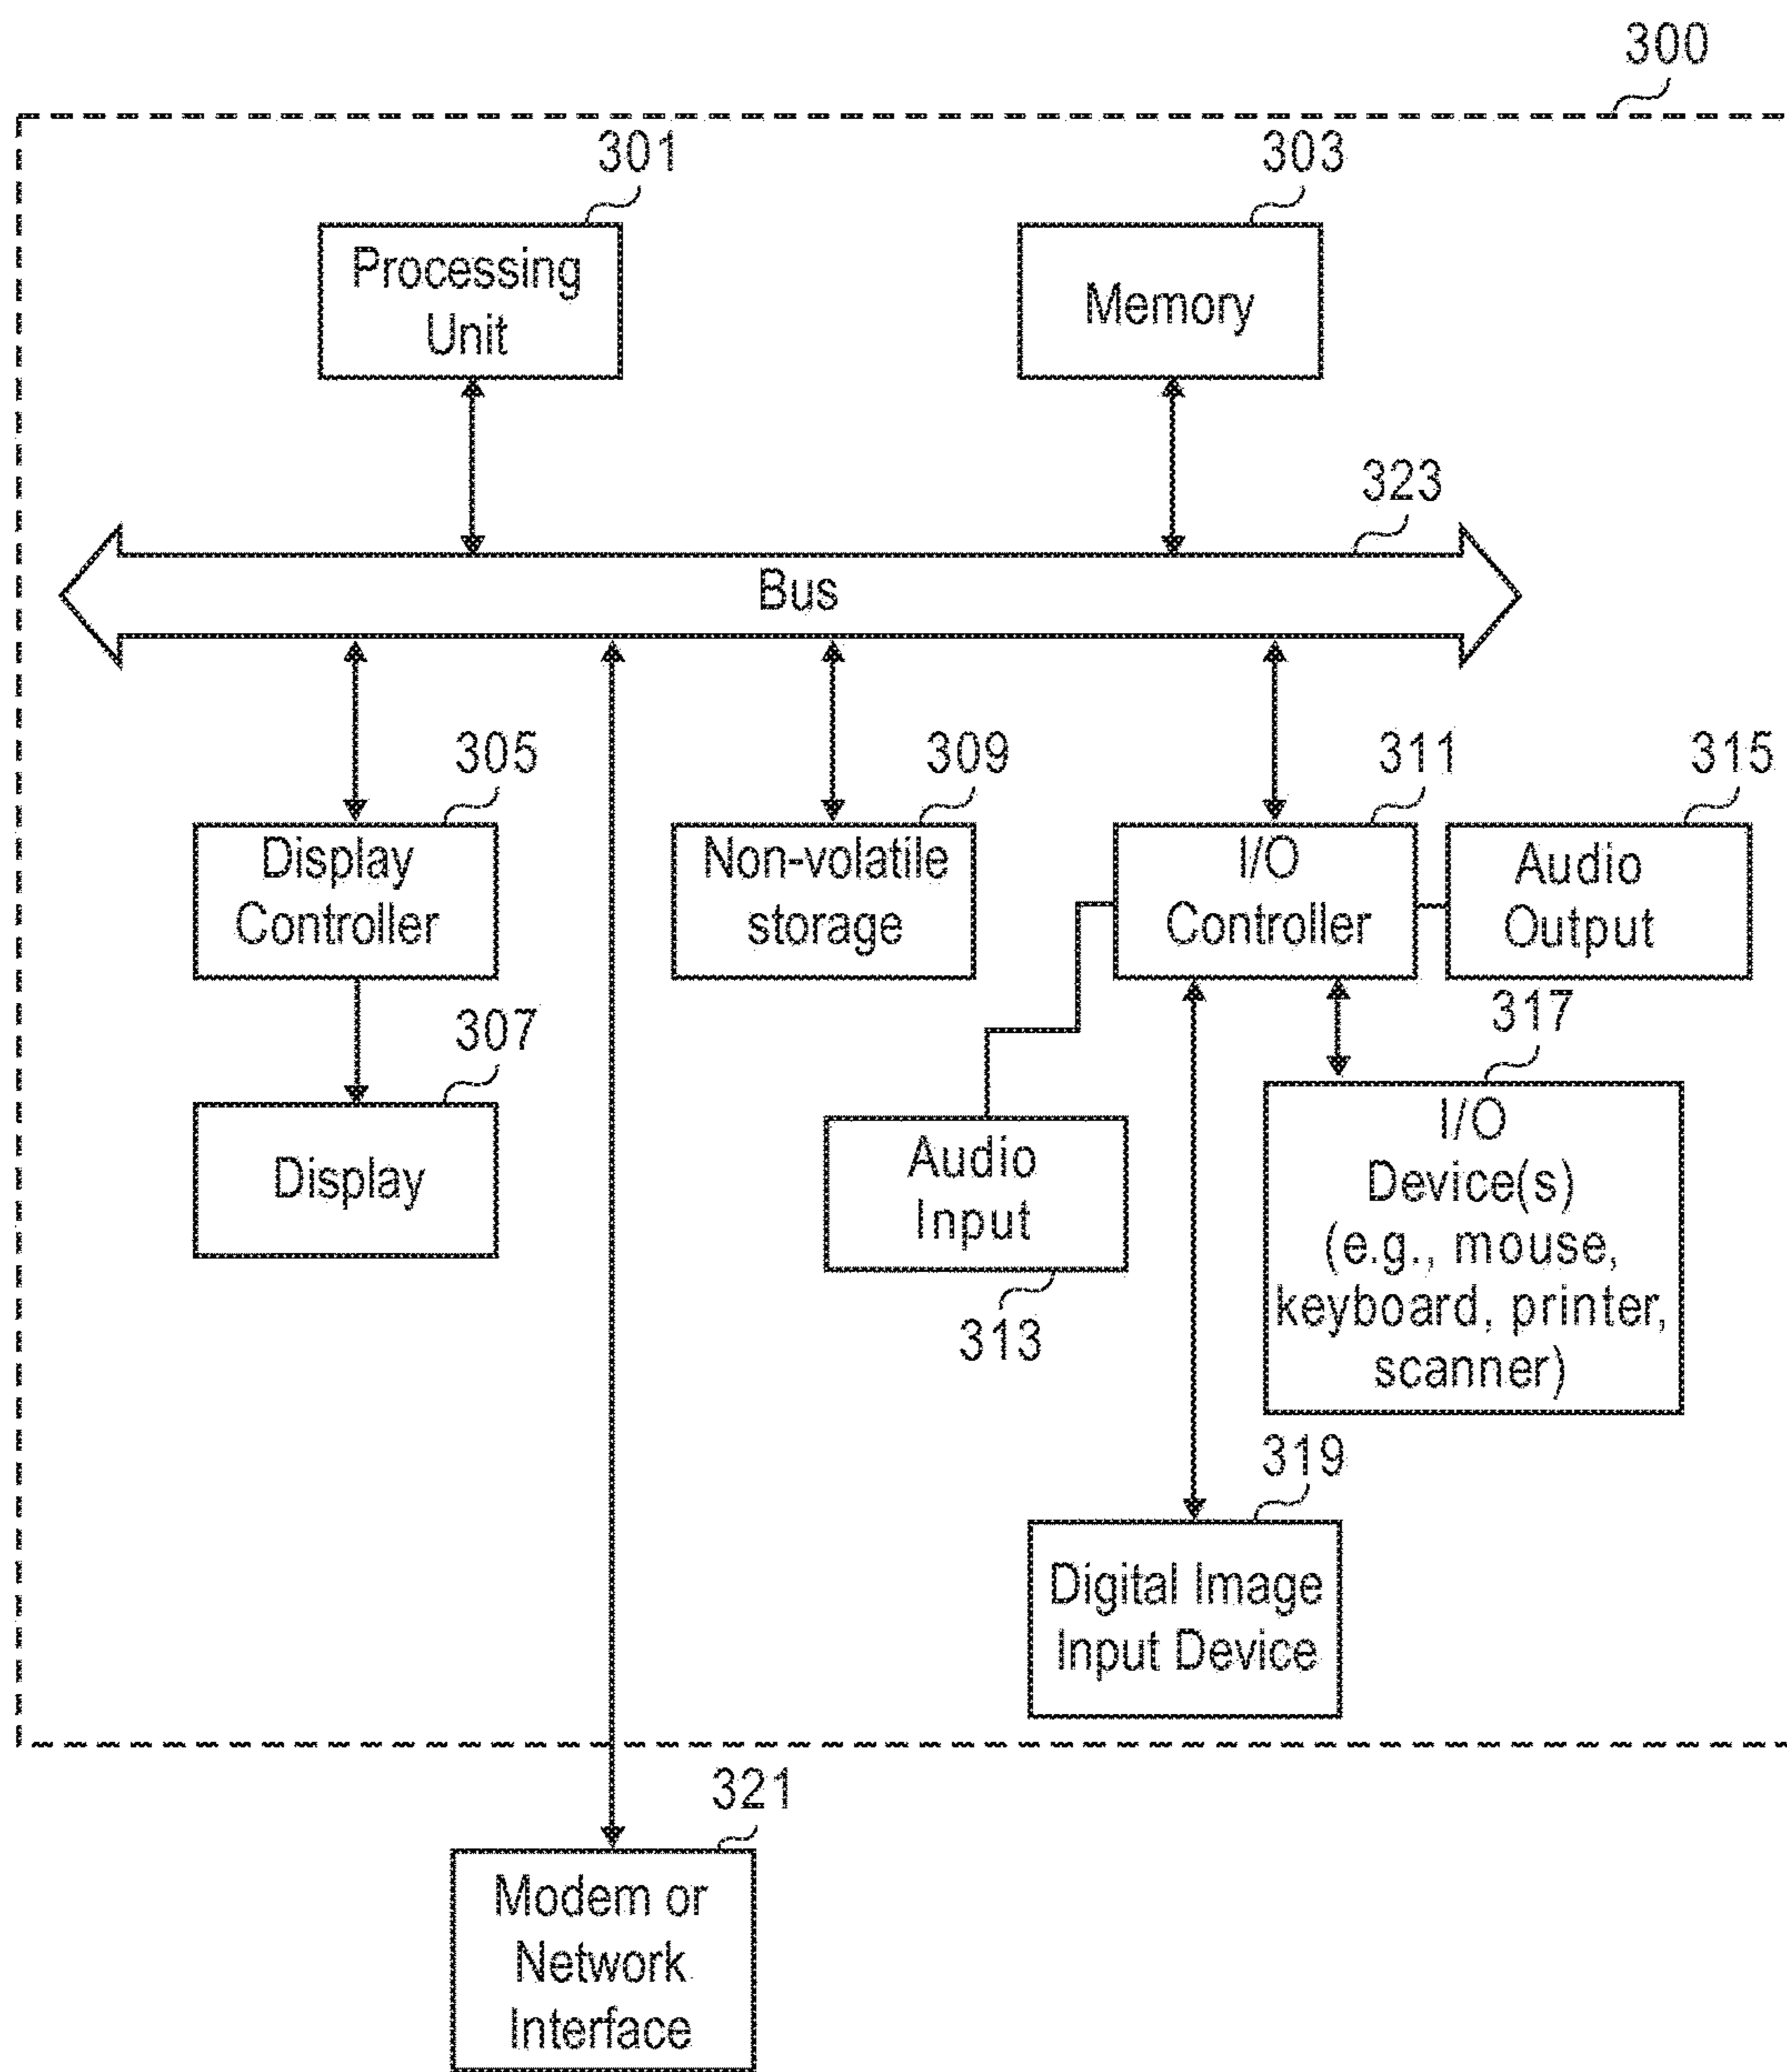 300
301
303
Processing
Unit
Memory
323
Bus
305
309
311
315
Display
Controller
Non-volatile
storage
I/O
Controller
Audio
Output
307
317
Display
Audio
Input
I/O
Device(s)
(e.g., mouse,
keyboard, printer,
scanner)
313
319
Digital Image
Input Device
321
Modem or
Network
Interface